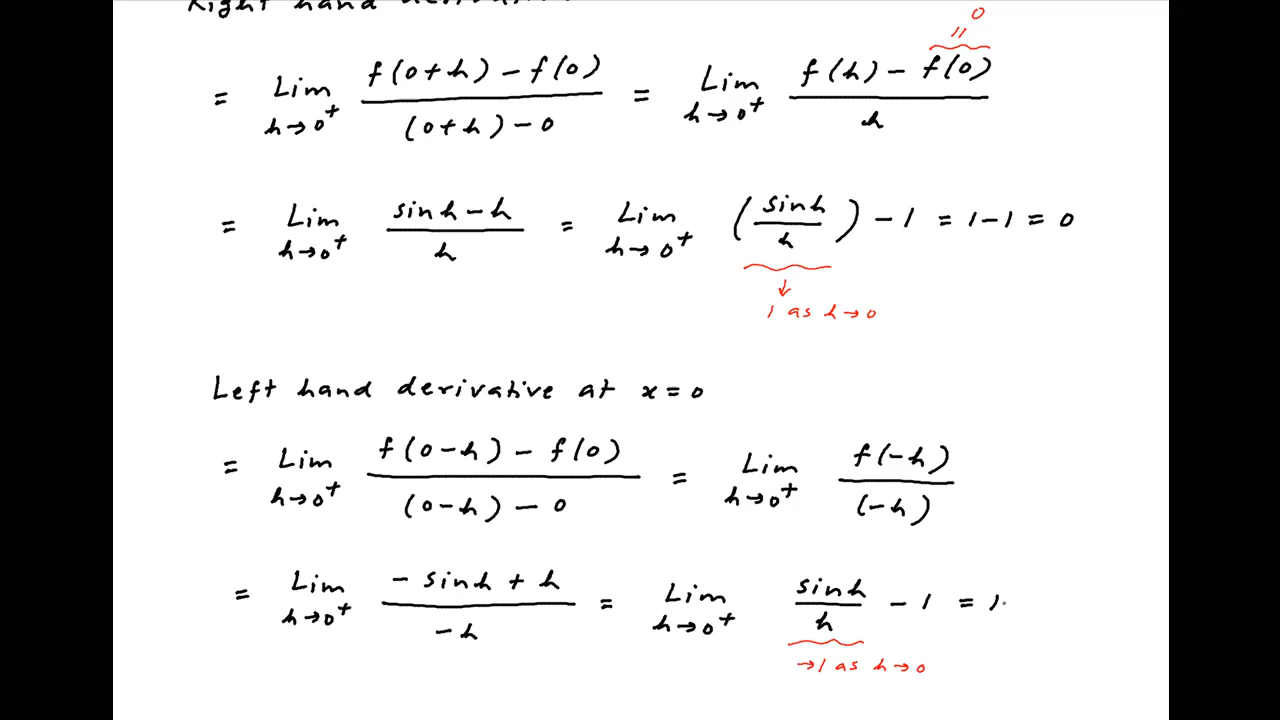 Right hand
0
||
= Lim h→0⁺ (f(0+h) – f(0))/((0+h) – 0) = Lim h→0⁺ (f(h) – f(0))/h
= Lim h→0⁺ (sinh – h)/h = Lim h→0⁺ (sinh/h) – 1 = 1–1 = 0
↓
1 as h→0
Left hand derivative at x=0
= Lim h→0⁺ (f(0–h) – f(0))/((0–h) – 0) = Lim h→0⁺ f(–h)/(–h)
= Lim h→0⁺ (– sinh + h)/(–h) = Lim h→0⁺ sinh/h – 1 = 1
→1 as h→0